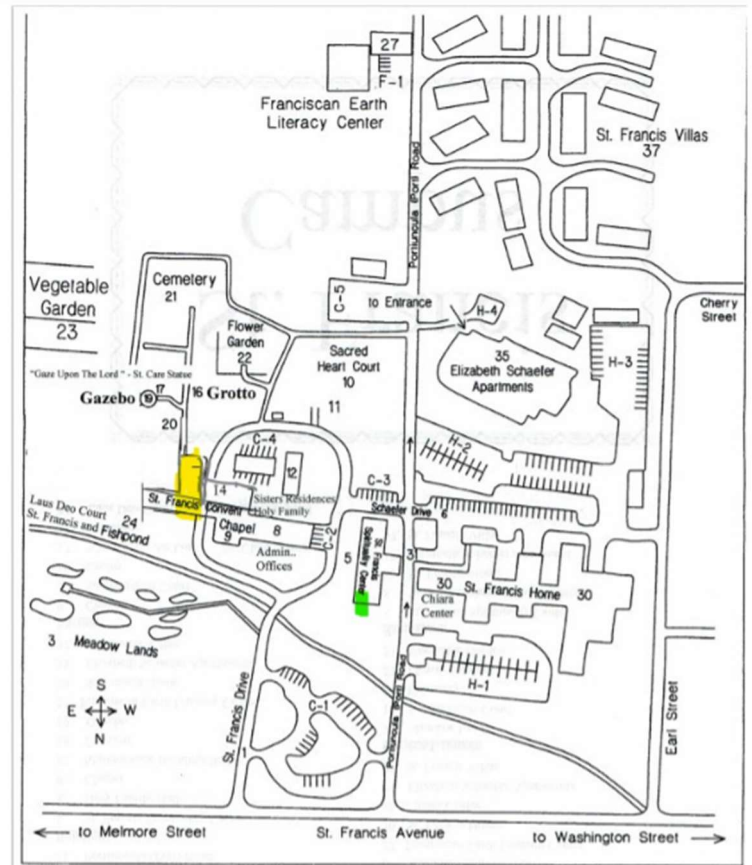 27
F-1
Franciscan Earth
Literacy Center
St. Francis Villas
37
Portiuncula (Port) Road
Vegetable
Garden
23
Cemetery
21
Flower
Garden
22
C-5
to Entrance
H-4
Cherry
Street
"Gaze Upon The Lord" - St. Care Statue
Gazebo 19
17
16 Grotto
20
Sacred
Heart Court
10
11
35
Elizabeth Schaefer
Apartments
H-3
H-2
C-4
12
C-3
14
St. Francis Convent
Sisters Residences
Holy Family
Schaefer Drive 6
Laus Deo Court
St. Francis and Fishpond
24
Chapel
9
8
Admin..
Offices
C-2
5
St. Francis
Spirituality Center
3
30 St. Francis Home 30
Chiara
Center
3 Meadow Lands
S
E W
N
H-1
C-1
St. Francis Drive
1
Portiuncula (Port) Road
Earl Street
to Melmore Street
St. Francis Avenue
to Washington Street
St. Francis
Campus